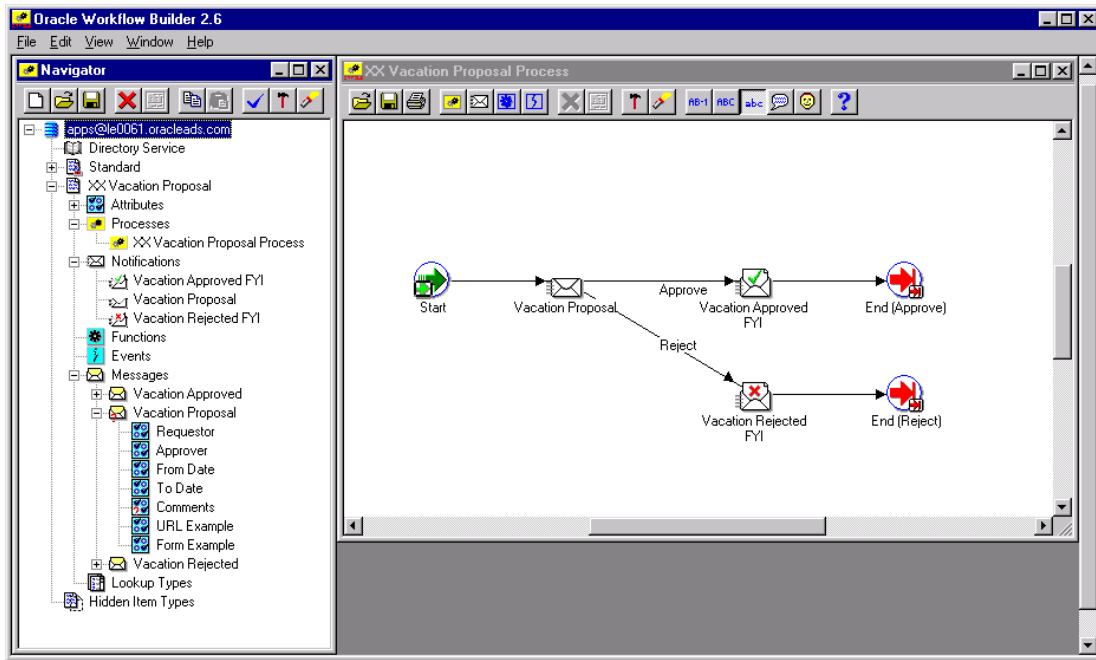 Oracle Workflow Builder 2.6
File Edit View Window Help
Navigator
apps@le0061.oracleads.com
Directory Service
Standard
XX Vacation Proposal
Attributes
Processes
XX Vacation Proposal Process
Notifications
Vacation Approved FYI
Vacation Proposal
Vacation Rejected FYI
Functions
Events
Messages
Vacation Approved
Vacation Proposal
Requestor
Approver
From Date
To Date
Comments
URL Example
Form Example
Vacation Rejected
Lookup Types
Hidden Item Types
XX Vacation Proposal Process
AB-1 ABC abc ?
Start
Vacation Proposal
Approve
Vacation Approved
FYI
End (Approve)
Reject
Vacation Rejected
FYI
End (Reject)